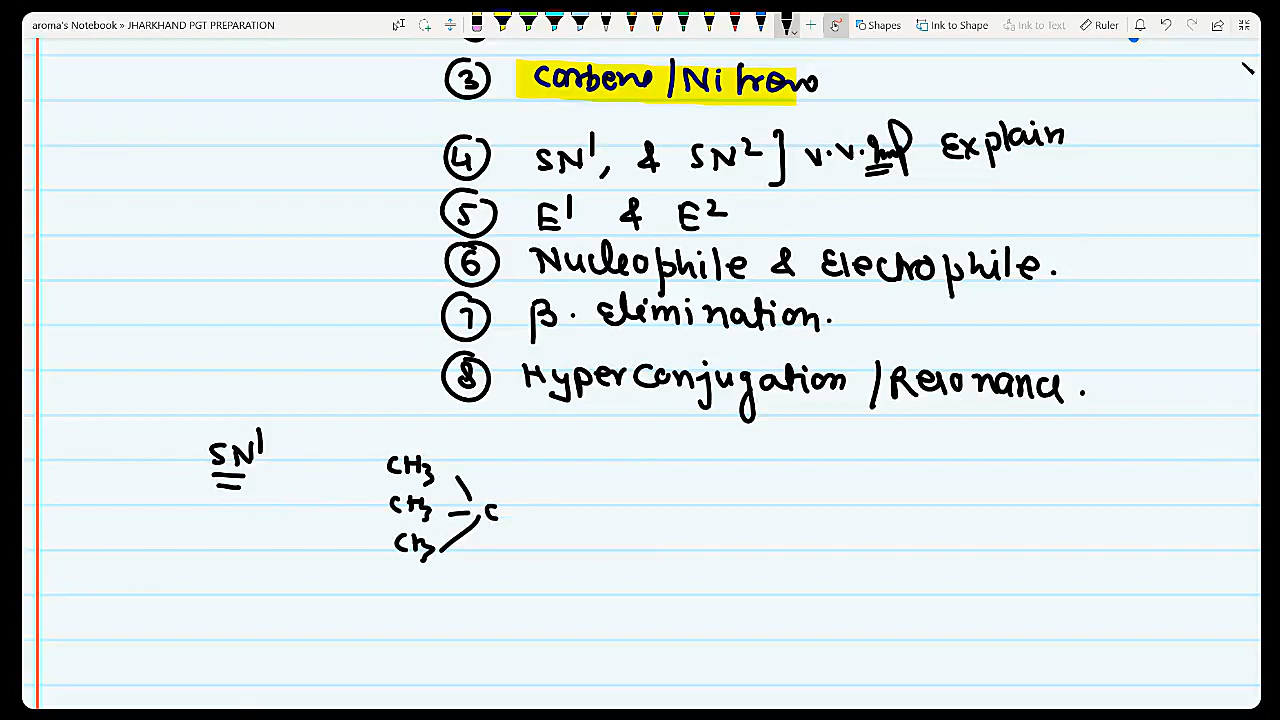 aroma's Notebook » JHARKHAND PGT PREPARATION
Shapes
Ink to Shape
Ink to Text
Ruler
③ Carbene/Nitrene
④ SN1, & SN2] V.V.Imp Explain
⑤ E1 & E2
⑥ Nucleophile & Electrophile.
⑦ β. Elimination.
⑧ Hyperconjugation / Resonance.
SN1
CH3
CH3 - C
CH3